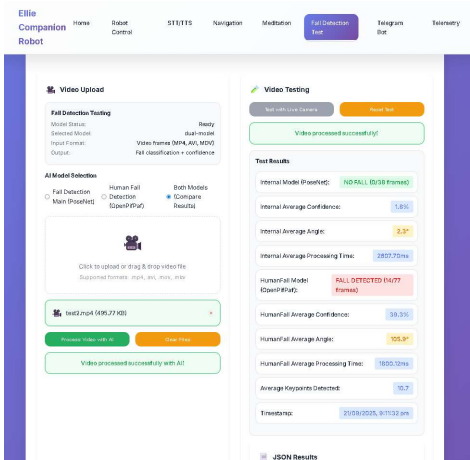 Ellie
Companion
Robot
Home
Robot
Control
STT/TTS
Navigation
Meditation
Fall Detection
Test
Telegram
Bot
Telemetry
Video Upload
Fall Detection Testing
Model Status: Ready
Selected Model: dual-model
Input Format: Video frames (MP4, AVI, MOV)
Output: Fall classification + confidence
AI Model Selection
Fall Detection
Main (PoseNet)
Human Fall
Detection
(OpenPifPaf)
Both Models
(Compare
Results)
Click to upload or drag & drop video file
Supported formats: mp4, avi, mov, mkv
test2.mp4 (495.77 KB)
×
Process Video with AI
Clear Files
Video processed successfully with AI!
Video Testing
Test with Live Camera
Reset Test
Video processed successfully!
Test Results
Internal Model (PoseNet): NO FALL (0/36 frames)
Internal Average Confidence: 1.8%
Internal Average Angle: 2.3°
Internal Average Processing Time: 2607.70ms
HumanFall Model
(OpenPifPaf):
FALL DETECTED (14/77
frames)
HumanFall Average Confidence: 39.3%
HumanFall Average Angle: 105.9°
HumanFall Average Processing Time: 1600.12ms
Average Keypoints Detected: 10.7
Timestamp: 21/09/2025, 9:11:32 pm
JSON Results